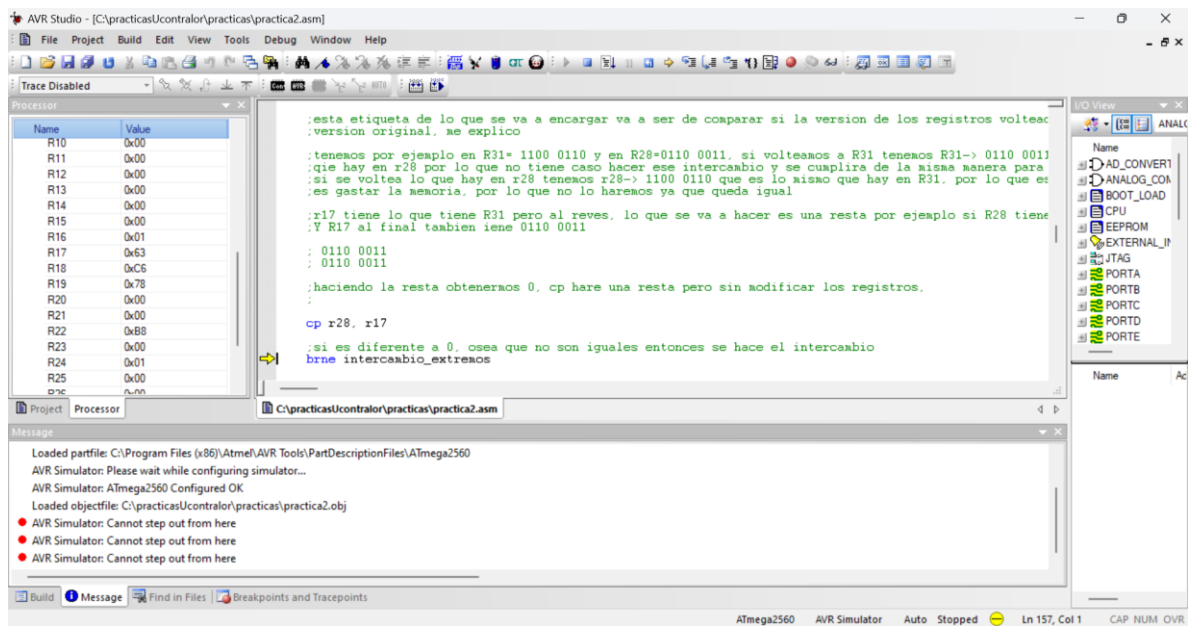 AVR Studio - [C:\practicasUcontralor\practicas\practica2.asm]
File Project Build Edit View Tools Debug Window Help
Trace Disabled
AUTO
Processor
Name Value
R10 0x00
R11 0x00
R12 0x00
R13 0x00
R14 0x00
R15 0x00
R16 0x01
R17 0x63
R18 0xC6
R19 0x78
R20 0x00
R21 0x00
R22 0xB8
R23 0x00
R24 0x01
R25 0x00
R26 0x00
Project Processor
;esta etiqueta de lo que se va a encargar va a ser de comparar si la version de los registros voltead
;version original, me explico
;tenemos por ejemplo en R31= 1100 0110 y en R28=0110 0011, si volteamos a R31 tenemos R31-> 0110 0011
;qie hay en r28 por lo que no tiene caso hacer ese intercambio y se cumplira de la misma manera para
;si se voltea lo que hay en r28 tenemos r28-> 1100 0110 que es lo mismo que hay en R31, por lo que es
;es gastar la memoria, por lo que no lo haremos ya que queda igual
;r17 tiene lo que tiene R31 pero al reves, lo que se va a hacer es una resta por ejemplo si R28 tiene
;Y R17 al final tambien iene 0110 0011
; 0110 0011
; 0110 0011
;haciendo la resta obtenermos 0, cp hare una resta pero sin modificar los registros,
;
cp r28, r17
;si es diferente a 0, osea que no son iguales entonces se hace el intercambio
brne intercambio_extremos
C:\practicasUcontralor\practicas\practica2.asm
I/O View
ANALO
Name
AD_CONVERT
ANALOG_COM
BOOT_LOAD
CPU
EEPROM
EXTERNAL_IN
JTAG
PORTA
PORTB
PORTC
PORTD
PORTE
Name Ac
Message
Loaded partfile: C:\Program Files (x86)\Atmel\AVR Tools\PartDescriptionFiles\ATmega2560
AVR Simulator: Please wait while configuring simulator...
AVR Simulator: ATmega2560 Configured OK
Loaded objectfile: C:\practicasUcontralor\practicas\practica2.obj
AVR Simulator: Cannot step out from here
AVR Simulator: Cannot step out from here
AVR Simulator: Cannot step out from here
Build Message Find in Files Breakpoints and Tracepoints
ATmega2560 AVR Simulator Auto Stopped Ln 157, Col 1 CAP NUM OVR